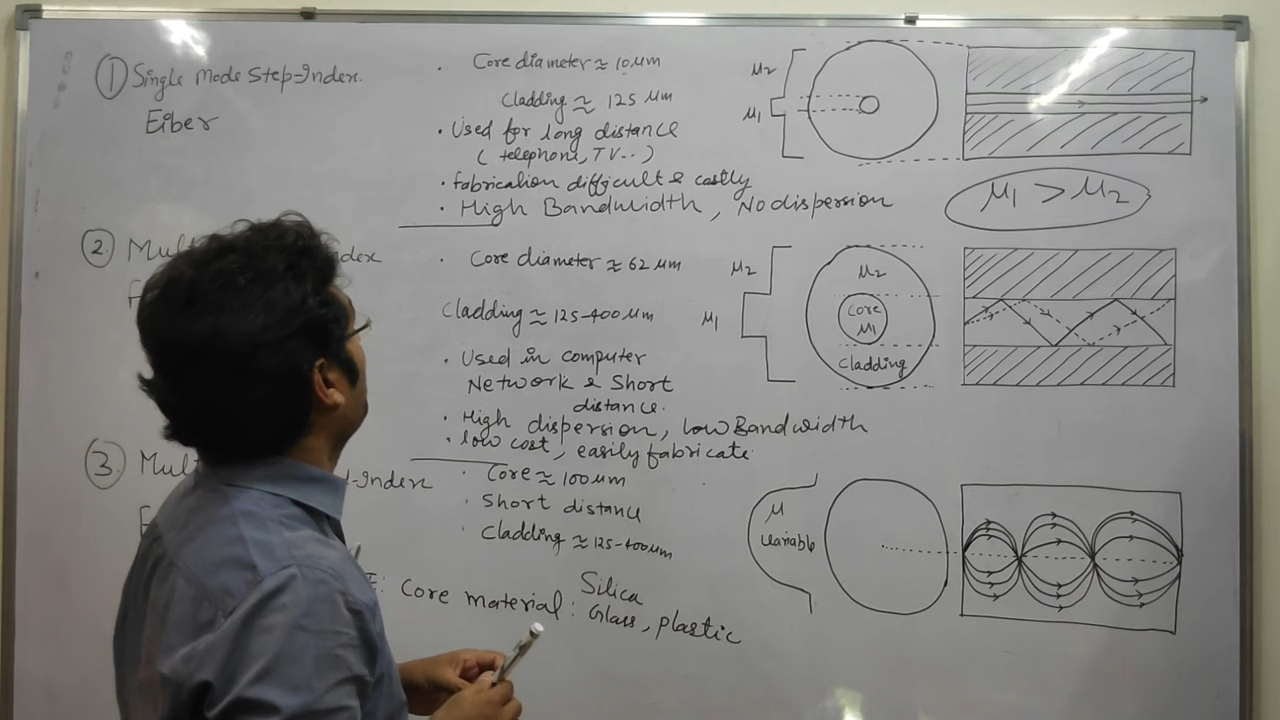 ① Single Mode Step-Index.
Eiber
· Core diameter ≈ 10 μm
Cladding ≈ 125 μm
· Used for long distance
( telephone, TV.. )
· fabrication difficult & costly
· High Bandwidth, No dispersion
μ2
μ1
μ1 > μ2
②
Index
· Core diameter ≈ 62 μm
Cladding ≈ 125-400 μm
· Used in computer
Network & Short
distance.
· High dispersion, low Bandwidth
· low cost, easily fabricate
μ2
μ1
μ2
Core
μ1
Cladding
③
-Index
· Core ≈ 100 μm
· Short distance
· Cladding ≈ 125-400 μm
μ
variable
Core material : Silica
Glass, plastic